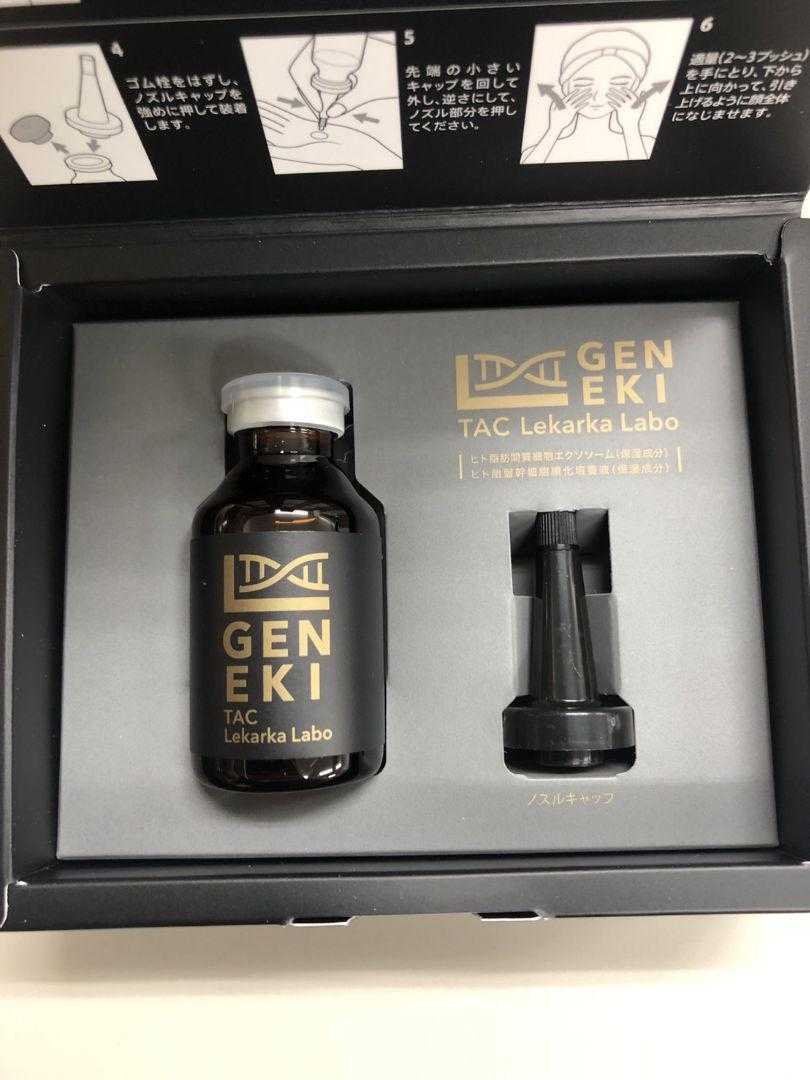 4
ゴム栓をはずし、
ノズルキャップを
強めに押して装着
します。
5
先端の小さい
キャップを回して
外し、逆さにして、
ノズル部分を押し
てください。
6
適量(2〜3プッシュ)
を手にとり、下から
上に向かって、引き
上げるように顔全体
になじませます。
GEN
EKI
TAC Lekarka Labo
ヒト脂肪間質細胞エクソソーム(保湿成分)
ヒト胎盤幹細胞順化培養液(保湿成分)
GEN
EKI
TAC
Lekarka Labo
ノズルキャップ